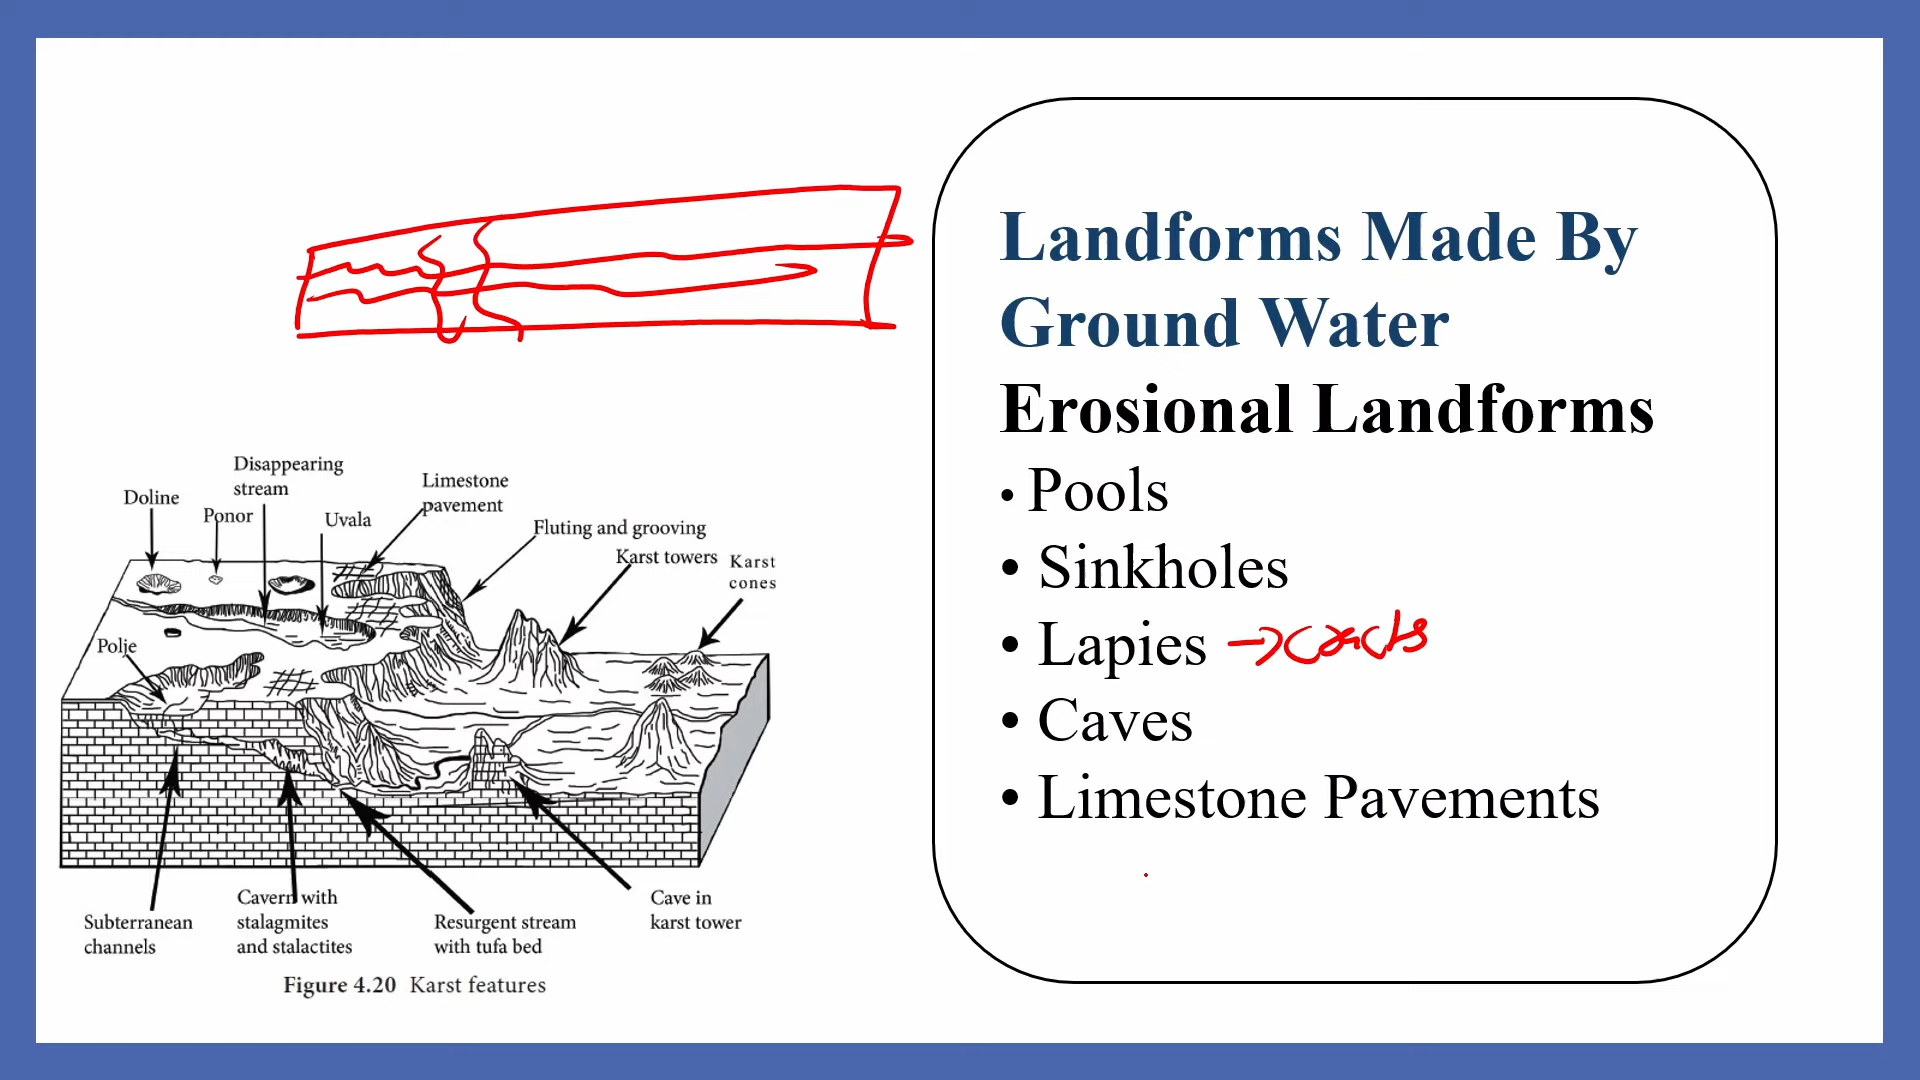 Landforms Made By
Ground Water
Erosional Landforms
• Pools
• Sinkholes
• Lapies →
• Caves
• Limestone Pavements
Disappearing
stream
Doline
Ponor
Uvala
Limestone
pavement
Fluting and grooving
Karst towers
Karst
cones
Polje
Subterranean
channels
Cavern with
stalagmites
and stalactites
Resurgent stream
with tufa bed
Cave in
karst tower
Figure 4.20 Karst features